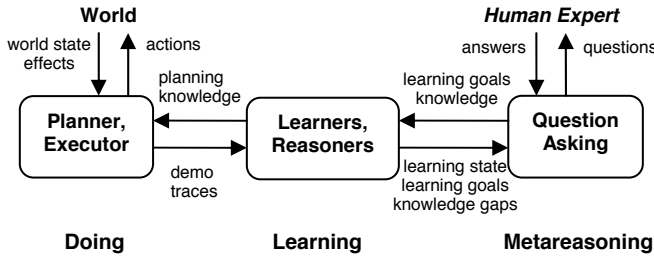 World
Human Expert
world state
effects
actions
answers
questions
planning
knowledge
learning goals
knowledge
Planner,
Executor
Learners,
Reasoners
Question
Asking
demo
traces
learning state
learning goals
knowledge gaps
Doing
Learning
Metareasoning